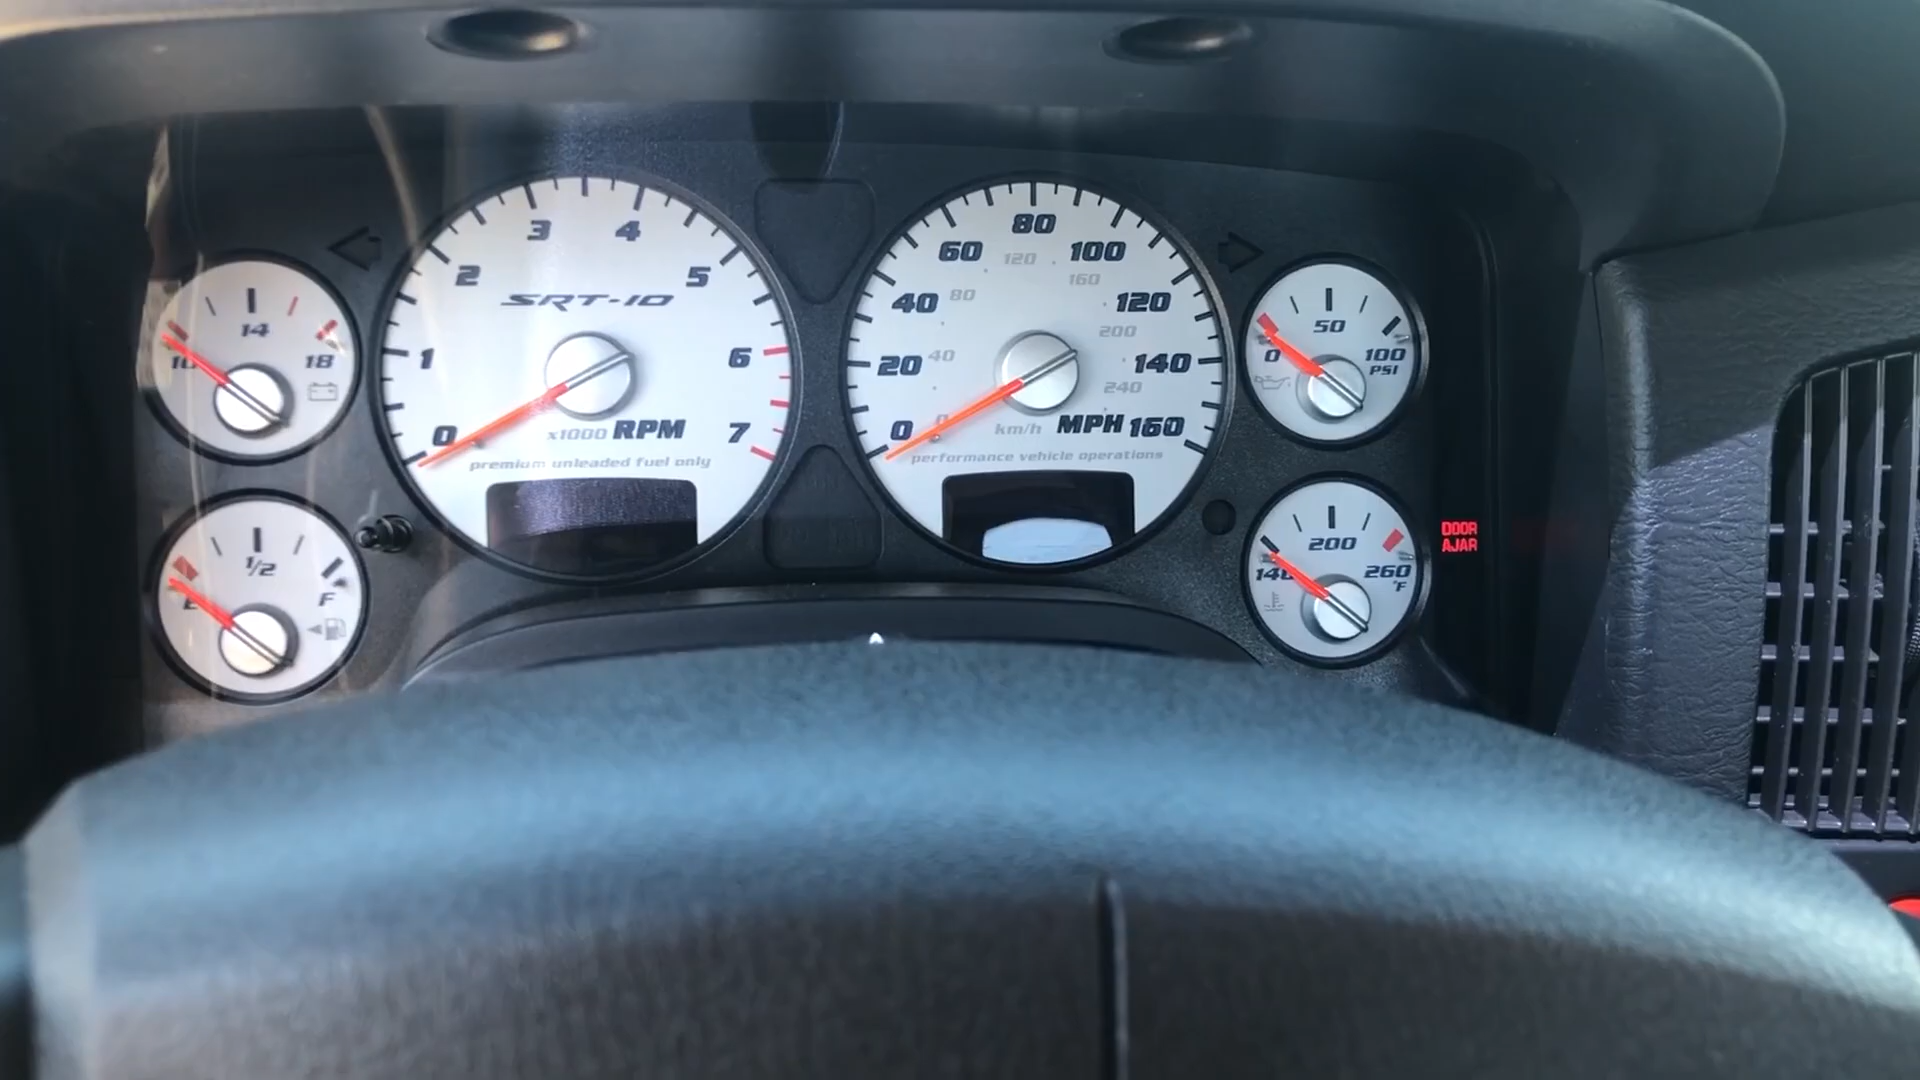 3 4
2 5
SRT-10
1 6
0 7
x1000 RPM
premium unleaded fuel only
80
60 100
120
160
40 80 120
200
20 40 140
240
0 0 160
km/h MPH
performance vehicle operations
14
10 18
1/2
E F
50
0 100
PSI
200
140 260
°F
DOOR
AJAR